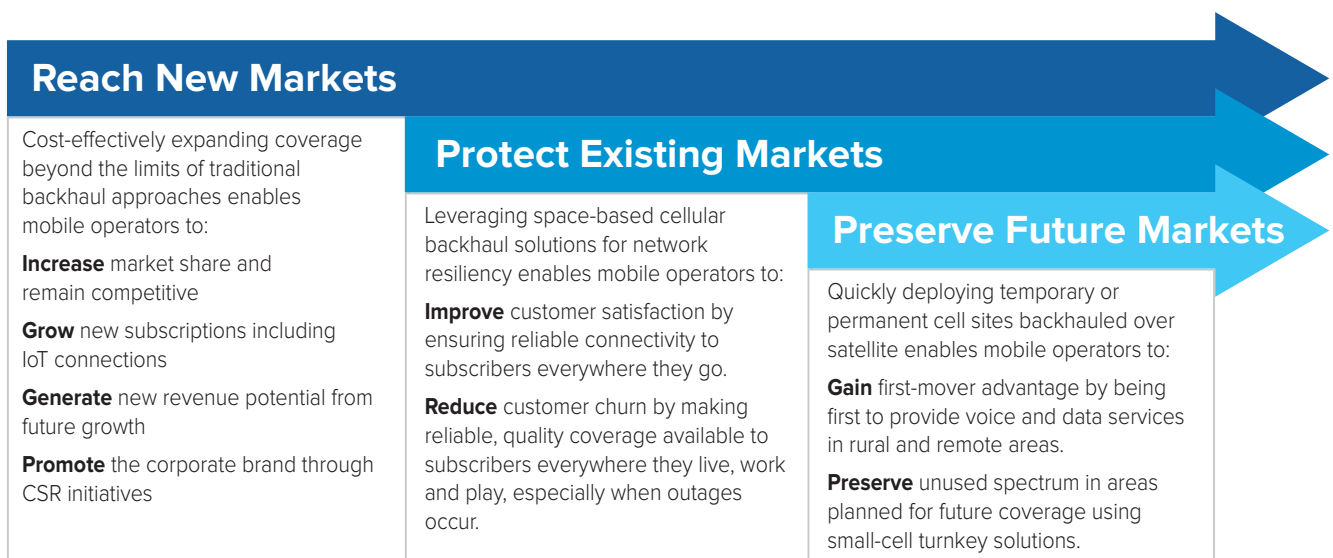 Reach New Markets
Cost-effectively expanding coverage
beyond the limits of traditional
backhaul approaches enables
mobile operators to:
Increase market share and
remain competitive
Grow new subscriptions including
IoT connections
Generate new revenue potential from
future growth
Promote the corporate brand through
CSR initiatives
Protect Existing Markets
Leveraging space-based cellular
backhaul solutions for network
resiliency enables mobile operators to:
Improve customer satisfaction by
ensuring reliable connectivity to
subscribers everywhere they go.
Reduce customer churn by making
reliable, quality coverage available to
subscribers everywhere they live, work
and play, especially when outages
occur.
Preserve Future Markets
Quickly deploying temporary or
permanent cell sites backhauled over
satellite enables mobile operators to:
Gain first-mover advantage by being
first to provide voice and data services
in rural and remote areas.
Preserve unused spectrum in areas
planned for future coverage using
small-cell turnkey solutions.